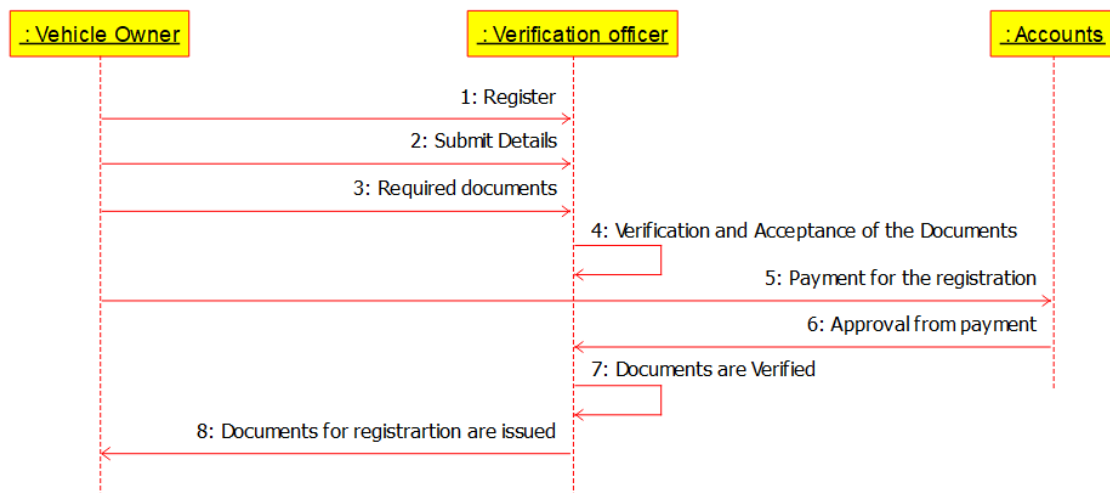 : Vehicle Owner
: Verification officer
: Accounts
1: Register
2: Submit Details
3: Required documents
4: Verification and Acceptance of the Documents
5: Payment for the registration
6: Approval from payment
7: Documents are Verified
8: Documents for registrartion are issued